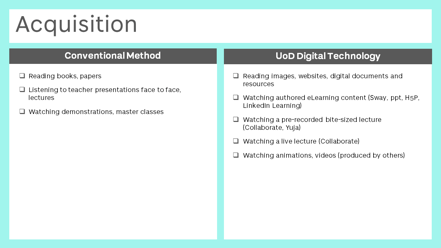 Acquisition
Conventional Method
❑ Reading books, papers
❑ Listening to teacher presentations face to face,
lectures
❑ Watching demonstrations, master classes
UoD Digital Technology
❑ Reading Images, websites, digital documents and
resources
❑ Watching authored eLearning content (Sway, ppt, H5P,
LinkedIn Learning)
❑ Watching a pre-recorded bite-sized lecture
(Collaborate, Yuja)
❑ Watching a live lecture (Collaborate)
❑ Watching animations, videos (produced by others)